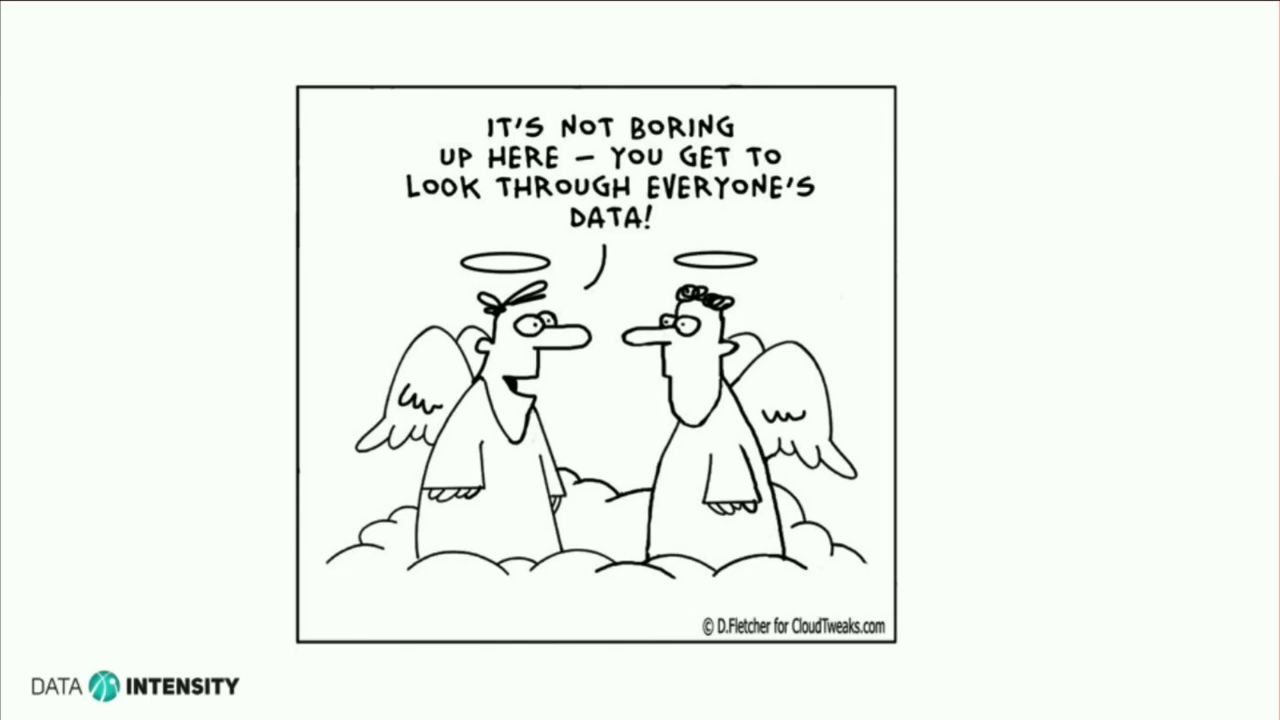 IT'S NOT BORING
UP HERE – YOU GET TO
LOOK THROUGH EVERYONE'S
DATA!
© D.Fletcher for CloudTweaks.com
DATA INTENSITY